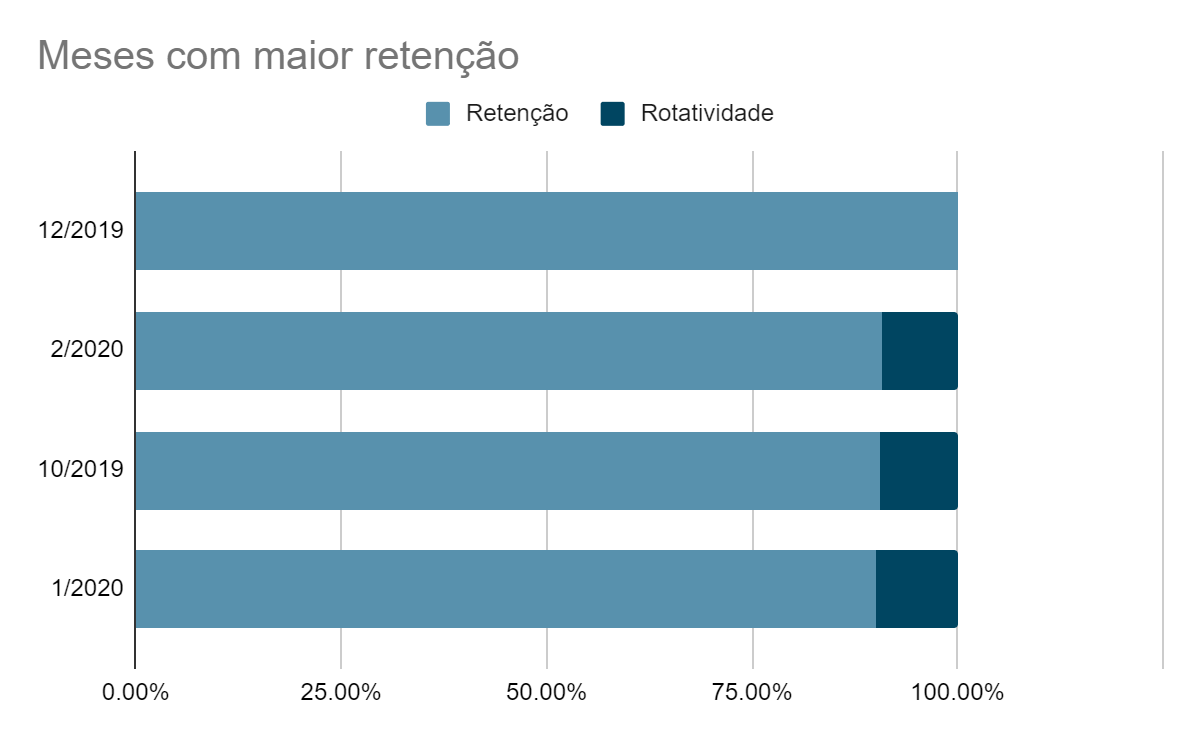 Meses com maior retenção
Retenção Rotatividade
12/2019
2/2020
10/2019
1/2020
0.00% 25.00% 50.00% 75.00% 100.00%